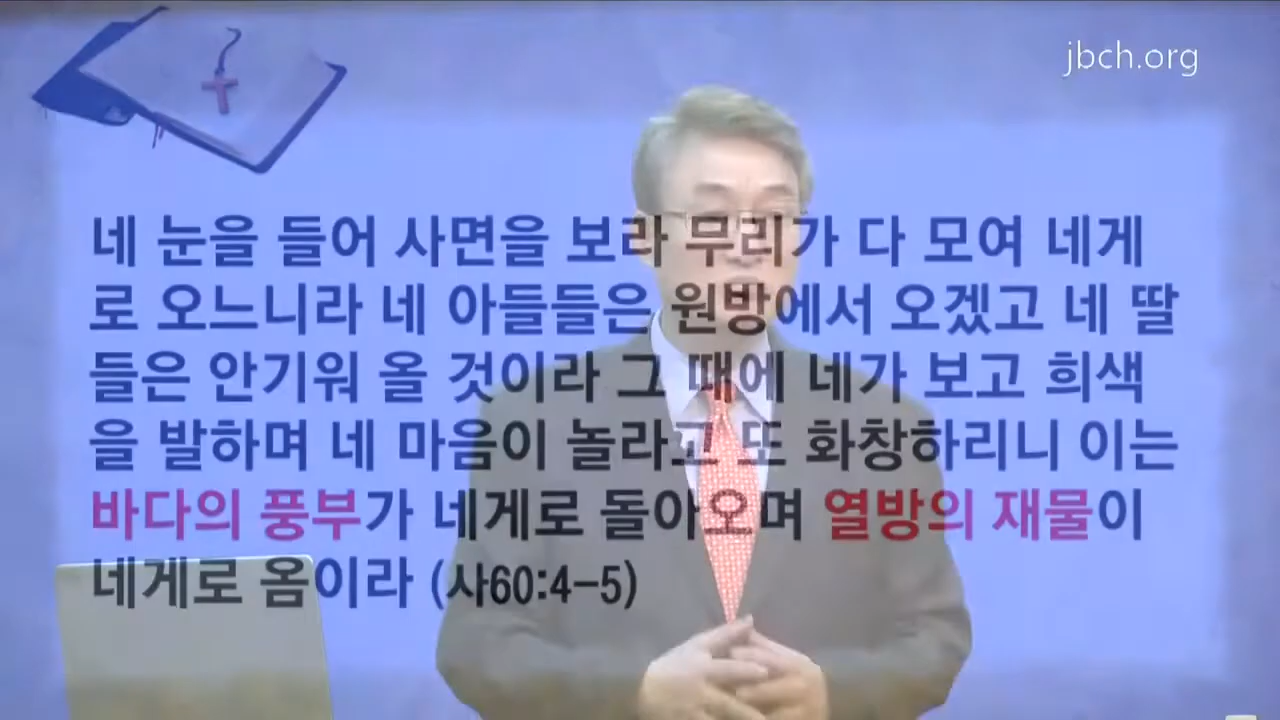 jbch.org
네 눈을 들어 사면을 보라 무리가 다 모여 네게
로 오느니라 네 아들들은 원방에서 오겠고 네 딸
들은 안기워 올 것이라 그 때에 네가 보고 희색
을 발하며 네 마음이 놀라고 또 화창하리니 이는
바다의 풍부가 네게로 돌아오며 열방의 재물이
네게로 옴이라 (사60:4-5)